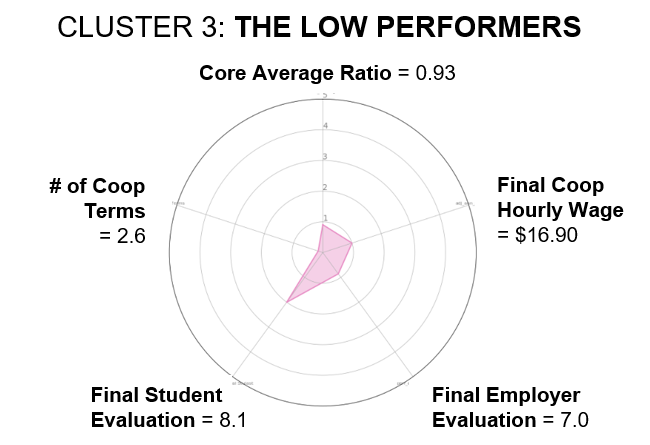 CLUSTER 3: THE LOW PERFORMERS
Core Average Ratio = 0.93
5
4
3
2
1
# of Coop
Terms
= 2.6
Final Coop
Hourly Wage
= $16.90
Final Student
Evaluation = 8.1
Final Employer
Evaluation = 7.0